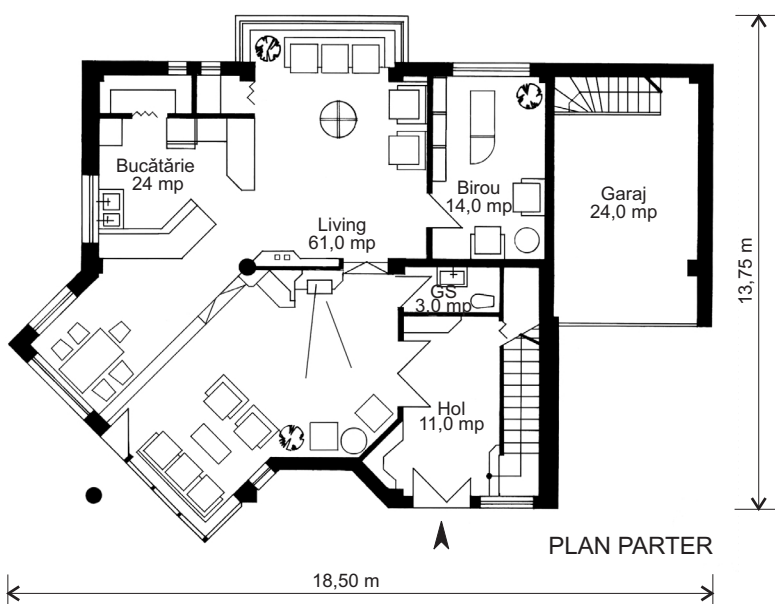 Bucătărie
24 mp
Living
61,0 mp
Birou
14,0 mp
Garaj
24,0 mp
GS
3,0 mp
Hol
11,0 mp
13,75 m
PLAN PARTER
18,50 m